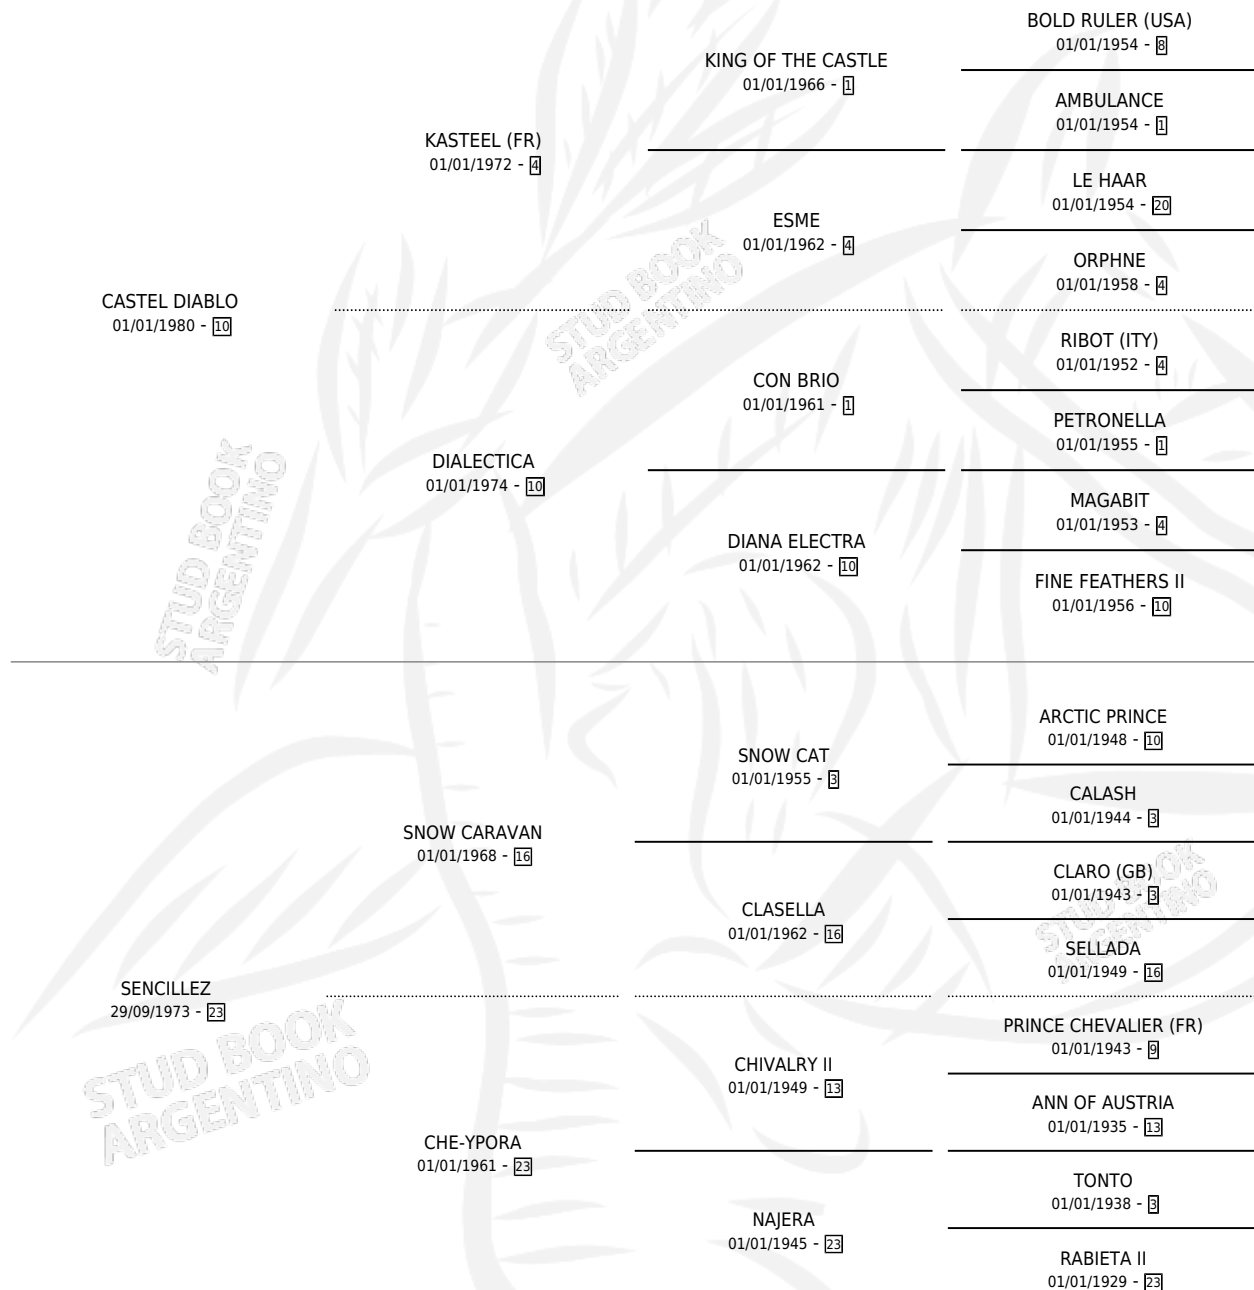 BOLD RULER (USA)
01/01/1954 - 8
KING OF THE CASTLE
01/01/1966 - 1
AMBULANCE
01/01/1954 - 1
KASTEEL (FR)
01/01/1972 - 4
LE HAAR
01/01/1954 - 20
ESME
01/01/1962 - 4
ORPHNE
01/01/1958 - 4
CASTEL DIABLO
01/01/1980 - 10
RIBOT (ITY)
01/01/1952 - 4
CON BRIO
01/01/1961 - 1
PETRONELLA
01/01/1955 - 1
DIALECTICA
01/01/1974 - 10
MAGABIT
01/01/1953 - 4
DIANA ELECTRA
01/01/1962 - 10
FINE FEATHERS II
01/01/1956 - 10
ARCTIC PRINCE
01/01/1948 - 10
SNOW CAT
01/01/1955 - 3
CALASH
01/01/1944 - 3
SNOW CARAVAN
01/01/1968 - 16
CLARO (GB)
01/01/1943 - 3
CLASELLA
01/01/1962 - 16
SELLADA
01/01/1949 - 16
SENCILLEZ
29/09/1973 - 23
PRINCE CHEVALIER (FR)
01/01/1943 - 9
CHIVALRY II
01/01/1949 - 13
ANN OF AUSTRIA
01/01/1935 - 13
CHE-YPORA
01/01/1961 - 23
TONTO
01/01/1938 - 3
NAJERA
01/01/1945 - 23
RABIETA II
01/01/1929 - 23
STUD BOOK
ARGENTINO
STUD BOOK
ARGENTINO
STUD BOOK
ARGENTINO
STUD BOOK
ARGENTINO